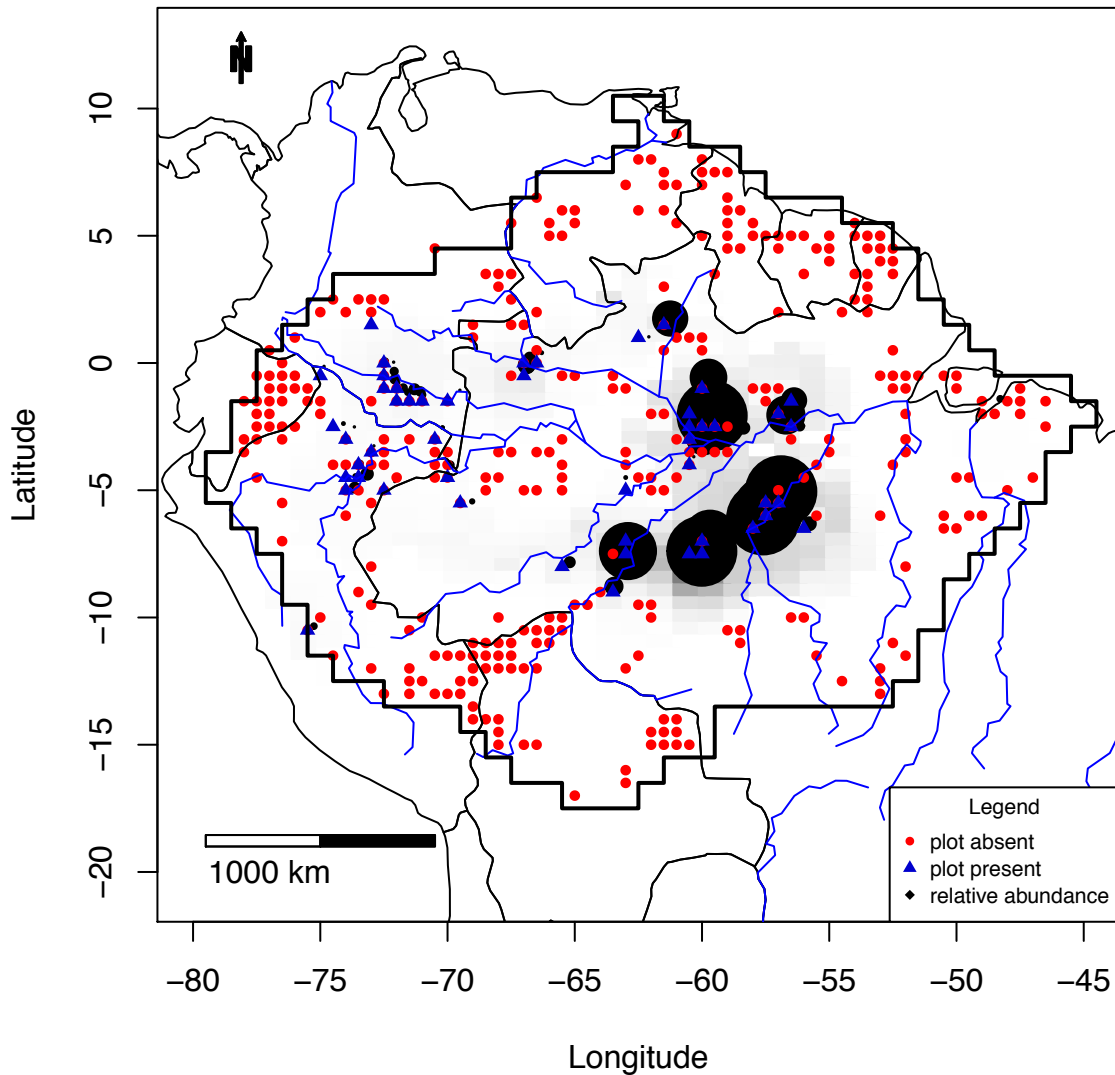 N
10
5
0
−5
−10
−15
−20
Latitude
1000 km
Legend
plot absent
plot present
relative abundance
−80 −75 −70 −65 −60 −55 −50 −45
Longitude